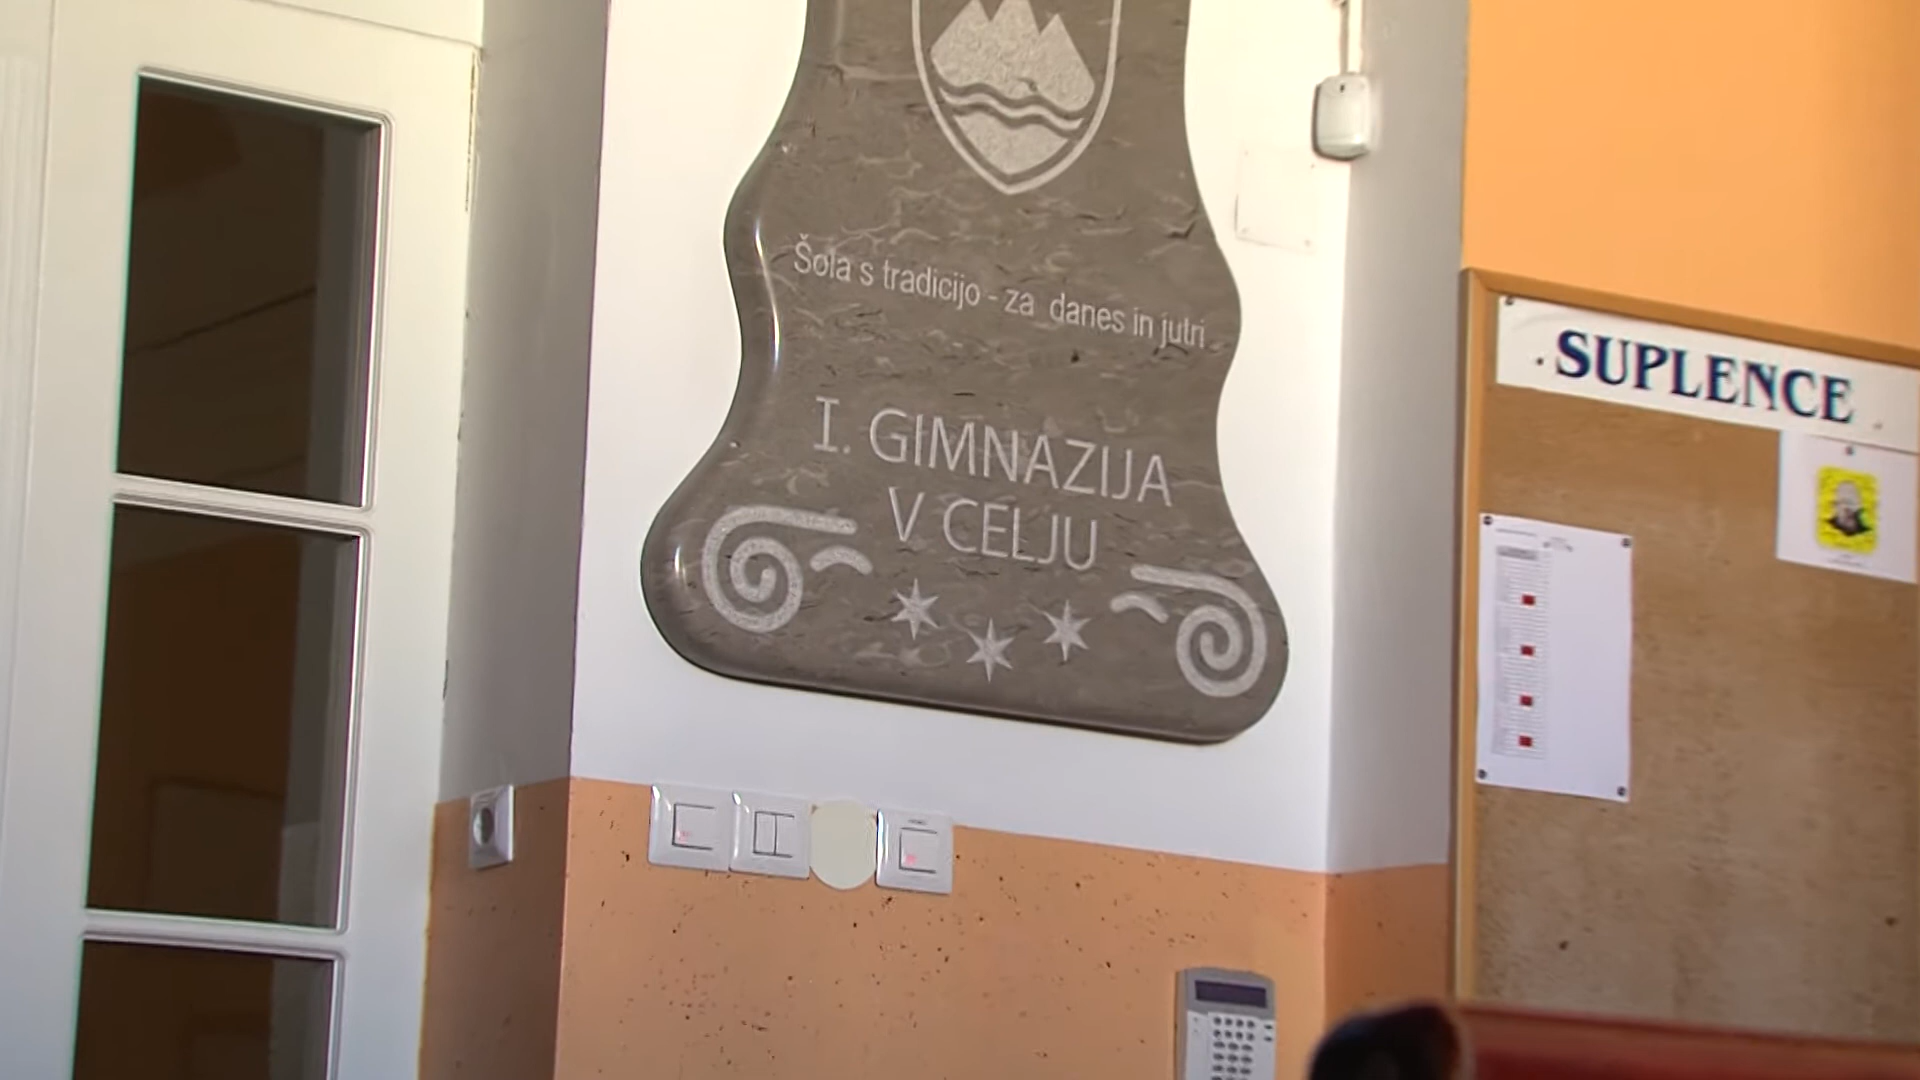 Šola s tradicijo - za danes in jutri
I. GIMNAZIJA
V CELJU
SUPLENCE